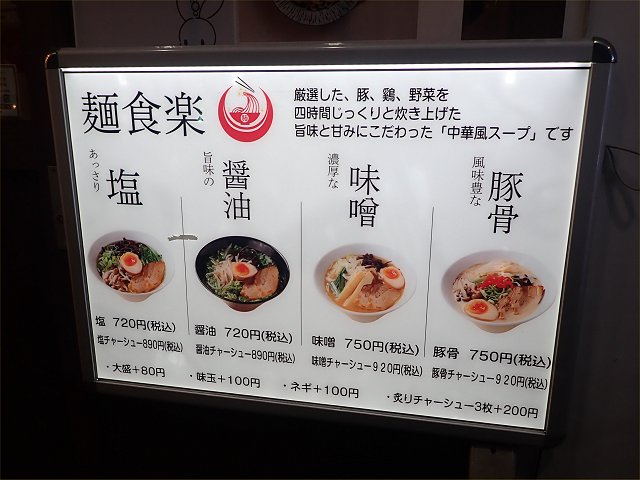 麺食楽
厳選した、豚、鶏、野菜を
四時間じっくりと炊き上げた
旨味と甘みにこだわった「中華風スープ」です
あっさり
塩
旨味の
醤油
濃厚な
味噌
風味豊な
豚骨
塩 720円(税込)
塩チャーシュー890円(税込)
醤油 720円(税込)
醤油チャーシュー890円(税込)
味噌 750円(税込)
味噌チャーシュー920円(税込)
豚骨 750円(税込)
豚骨チャーシュー920円(税込)
・大盛+80円
・味玉+100円
・ネギ+100円
・炙りチャーシュー3枚+200円